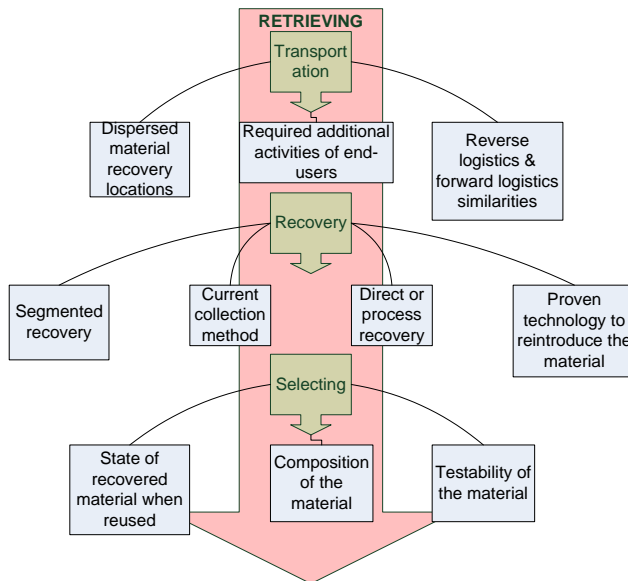 RETRIEVING
Transport
ation
Dispersed
material
recovery
locations
Required additional
activities of end-
users
Reverse
logistics &
forward logistics
similarities
Recovery
Segmented
recovery
Current
collection
method
Direct or
process
recovery
Proven
technology to
reintroduce the
material
Selecting
State of
recovered
material when
reused
Composition
of the
material
Testability of
the material